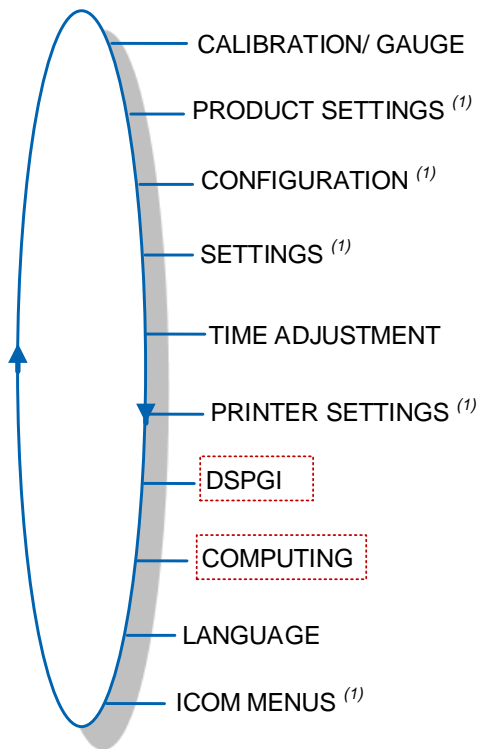 CALIBRATION/ GAUGE
PRODUCT SETTINGS (1)
CONFIGURATION (1)
SETTINGS (1)
TIME ADJUSTMENT
PRINTER SETTINGS (1)
DSPGI
COMPUTING
LANGUAGE
ICOM MENUS (1)